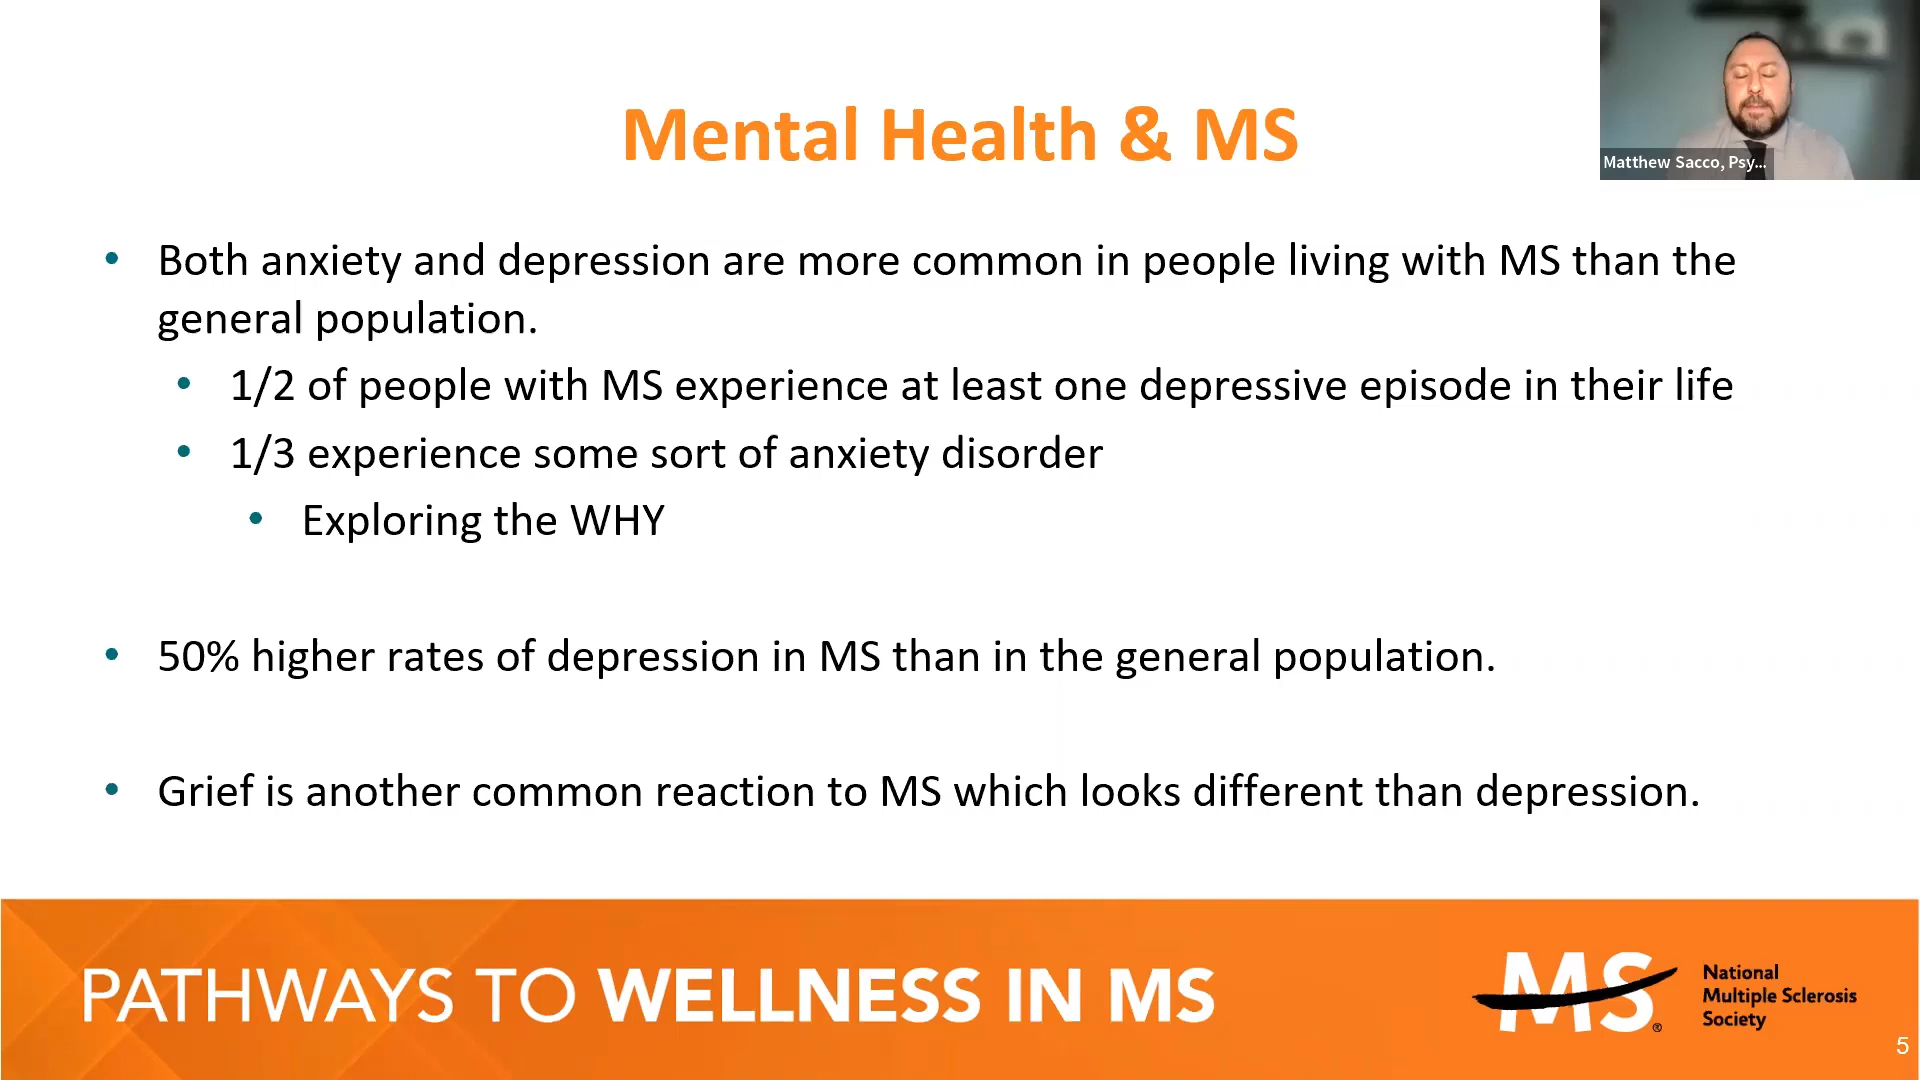 Mental Health & MS
Matthew Sacco, Psy...
• Both anxiety and depression are more common in people living with MS than the
general population.
• 1/2 of people with MS experience at least one depressive episode in their life
• 1/3 experience some sort of anxiety disorder
• Exploring the WHY
• 50% higher rates of depression in MS than in the general population.
• Grief is another common reaction to MS which looks different than depression.
PATHWAYS TO WELLNESS IN MS
MS®
National
Multiple Sclerosis
Society
5